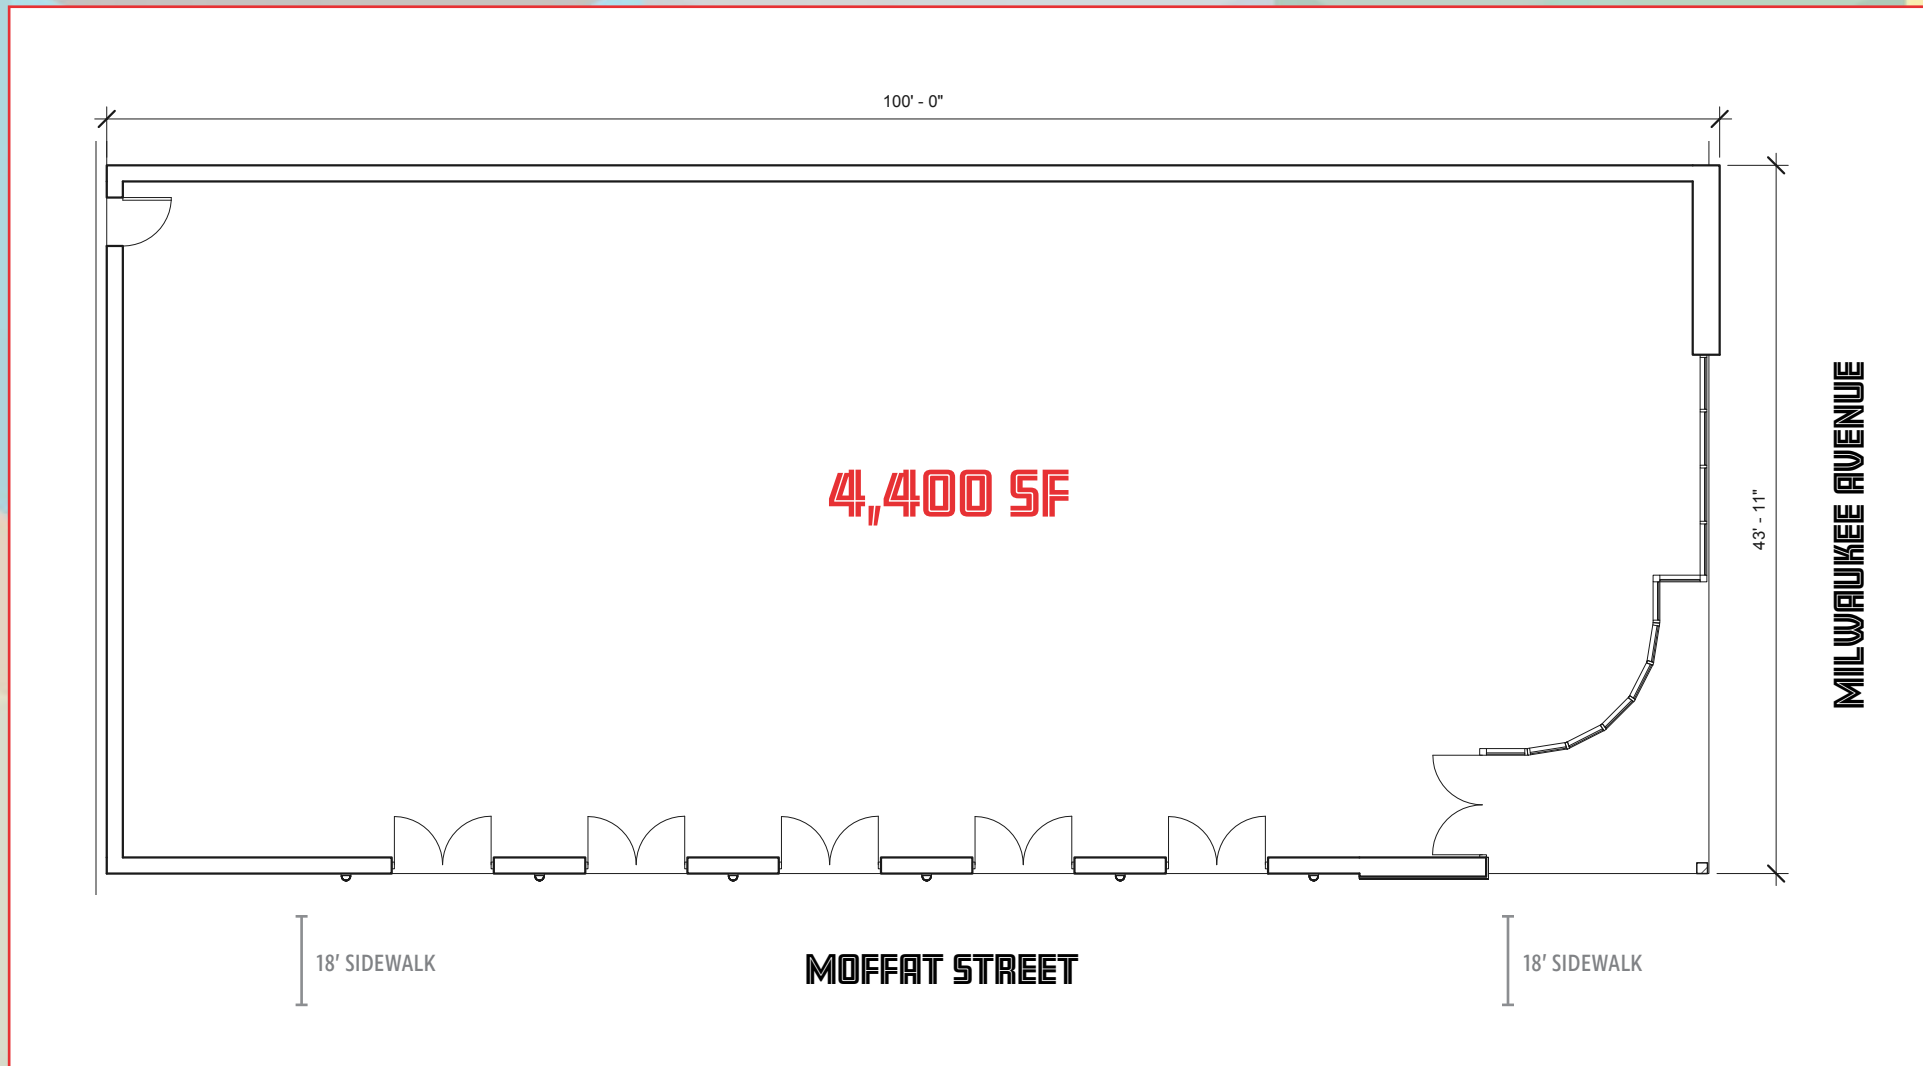 100' - 0"
4,400 SF
43' - 11"
MILWAUKEE AVENUE
18' SIDEWALK
MOFFAT STREET
18' SIDEWALK